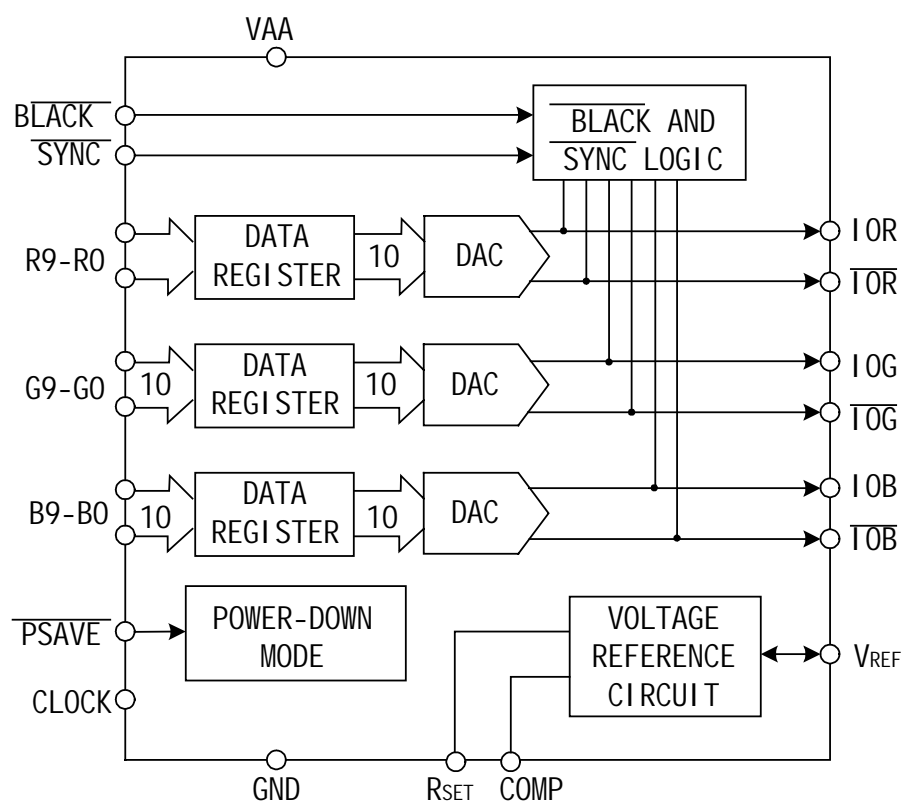 VAA
BLACK
SYNC
BLACK AND
SYNC LOGIC
R9-R0
DATA
REGISTER
10
DAC
IOR
IOR
G9-G0
10
DATA
REGISTER
10
DAC
IOG
IOG
B9-B0
10
DATA
REGISTER
10
DAC
IOB
IOB
PSAVE
POWER-DOWN
MODE
VOLTAGE
REFERENCE
CIRCUIT
VREF
CLOCK
GND
RSET
COMP